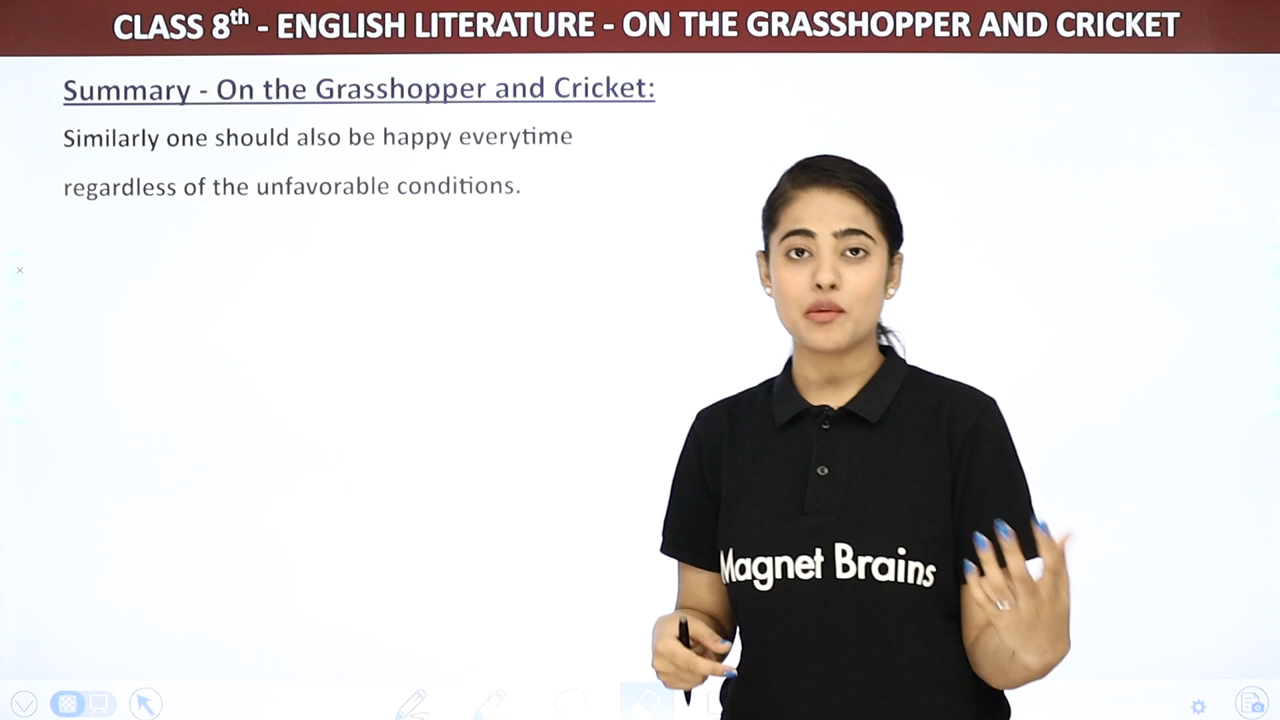 CLASS 8th - ENGLISH LITERATURE - ON THE GRASSHOPPER AND CRICKET
Summary - On the Grasshopper and Cricket:
Similarly one should also be happy everytime
regardless of the unfavorable conditions.
Magnet Brains